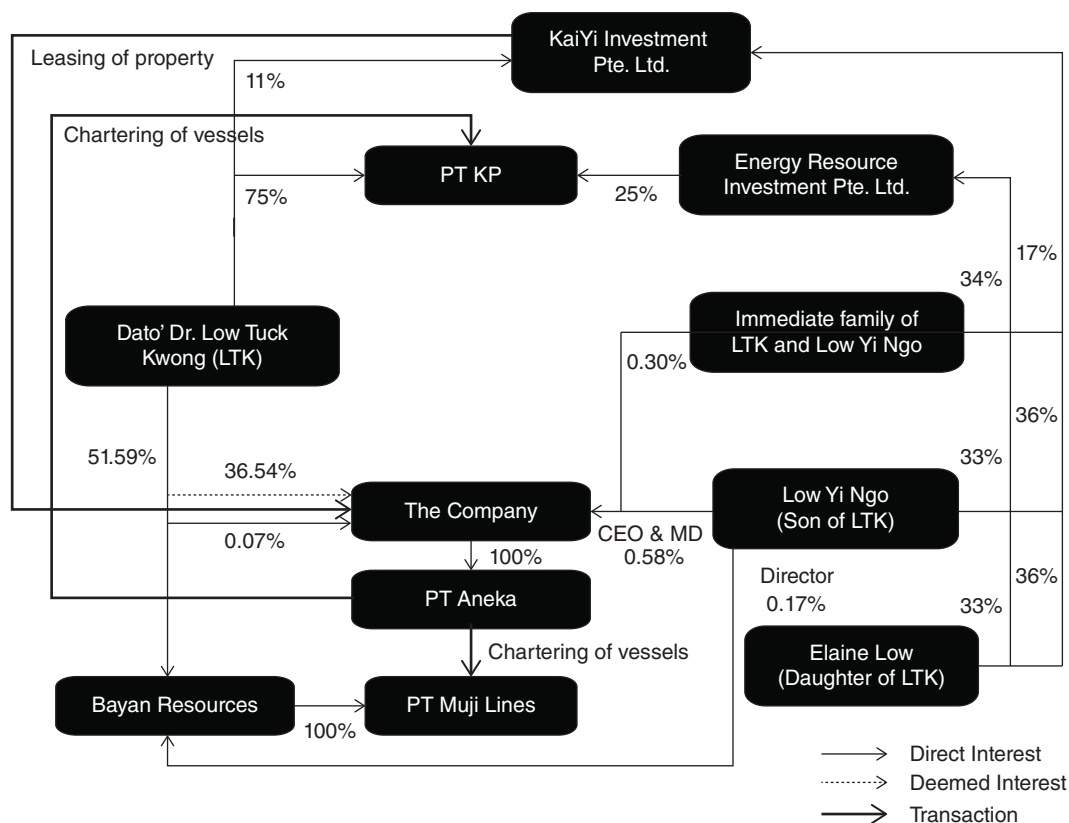 KaiYi Investment
Pte. Ltd.
Leasing of property
11%
Chartering of vessels
PT KP
75%
25%
Energy Resource
Investment Pte. Ltd.
17%
34%
Dato’ Dr. Low Tuck
Kwong (LTK)
Immediate family of
LTK and Low Yi Ngo
0.30%
36%
51.59%
36.54%
33%
The Company
Low Yi Ngo
(Son of LTK)
0.07%
CEO & MD
0.58%
100%
Director
0.17%
36%
33%
PT Aneka
Chartering of vessels
Elaine Low
(Daughter of LTK)
Bayan Resources
100%
PT Muji Lines
Direct Interest
Deemed Interest
Transaction